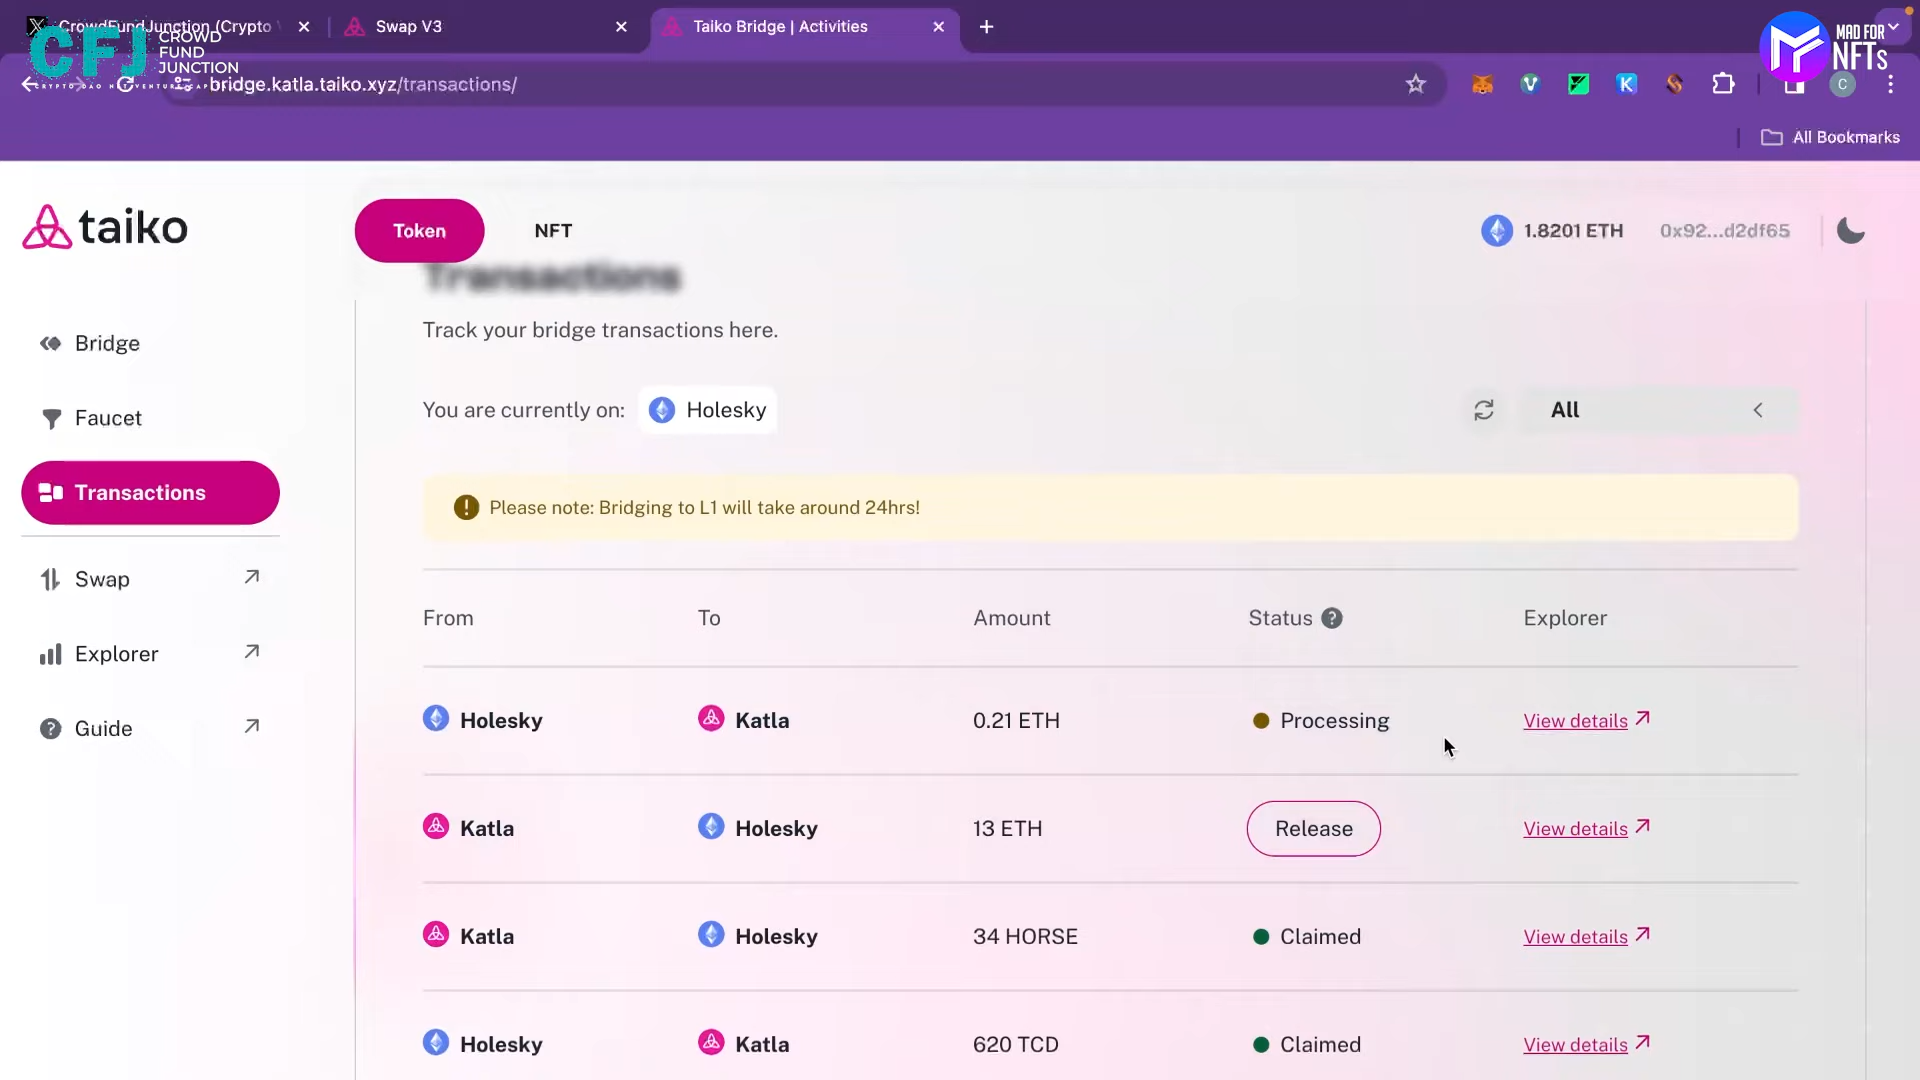 CrowdFundJunction (Crypto
Swap V3
Taiko Bridge | Activities
CFJ CROWD
FUND
JUNCTION
MAD FOR
NFTs
bridge.katla.taiko.xyz/transactions/
C
All Bookmarks
taiko
Token
NFT
1.8201 ETH
0x92...d2df65
Transactions
Track your bridge transactions here.
Bridge
You are currently on: Holesky
All
Faucet
Transactions
Please note: Bridging to L1 will take around 24hrs!
Swap
Explorer
Guide
From To Amount Status Explorer
Holesky Katla 0.21 ETH Processing View details
Katla Holesky 13 ETH Release View details
Katla Holesky 34 HORSE Claimed View details
Holesky Katla 620 TCD Claimed View details